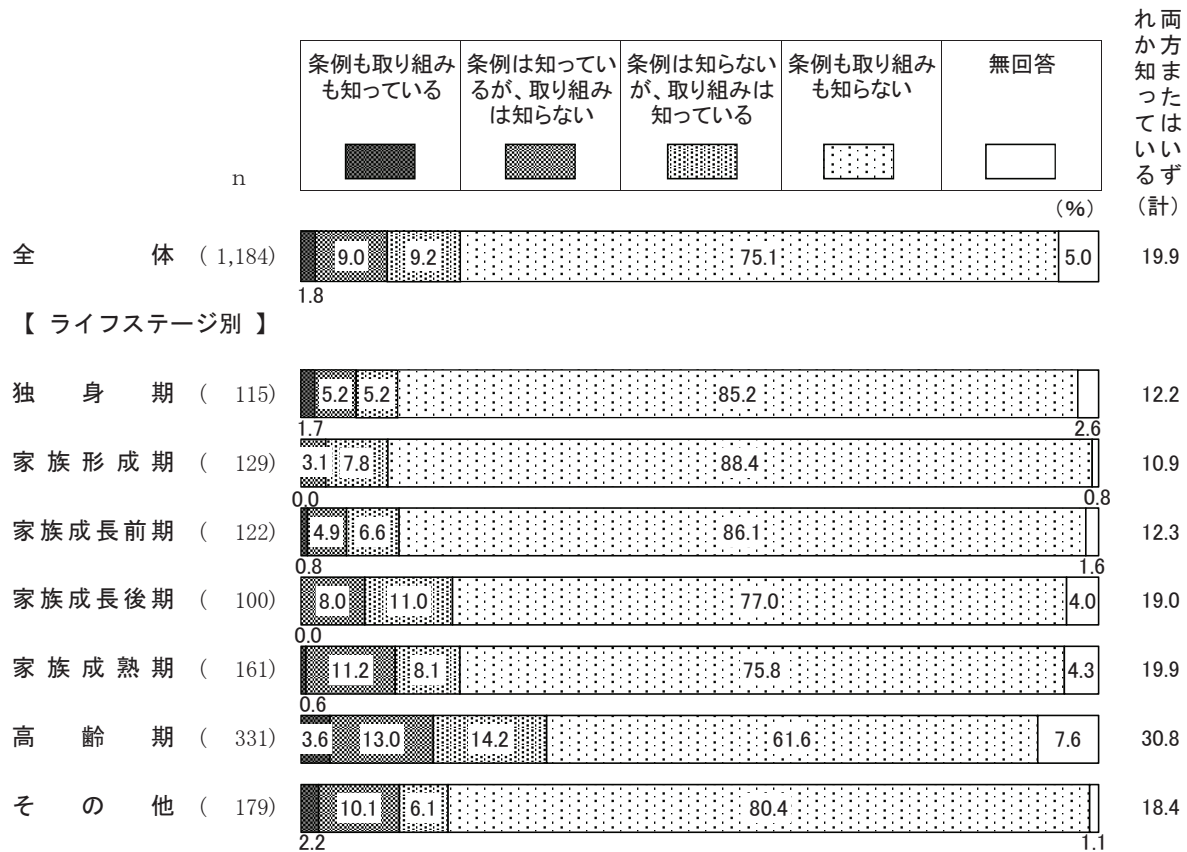 両方またはいず
れか知っている
(計)
条例も取り組み
も知っている
条例は知ってい
るが、取り組み
は知らない
条例は知らない
が、取り組みは
知っている
条例も取り組み
も知らない
無回答
n
(%)
全体 (1,184) 9.0 9.2 75.1 5.0 19.9
1.8
【 ライフステージ別 】
独身期 ( 115) 5.2 5.2 85.2 12.2
1.7 2.6
家族形成期 ( 129) 3.1 7.8 88.4 10.9
0.0 0.8
家族成長前期 ( 122) 4.9 6.6 86.1 12.3
0.8 1.6
家族成長後期 ( 100) 8.0 11.0 77.0 4.0 19.0
0.0
家族成熟期 ( 161) 11.2 8.1 75.8 4.3 19.9
0.6
高齢期 ( 331) 3.6 13.0 14.2 61.6 7.6 30.8
その他 ( 179) 10.1 6.1 80.4 18.4
2.2 1.1